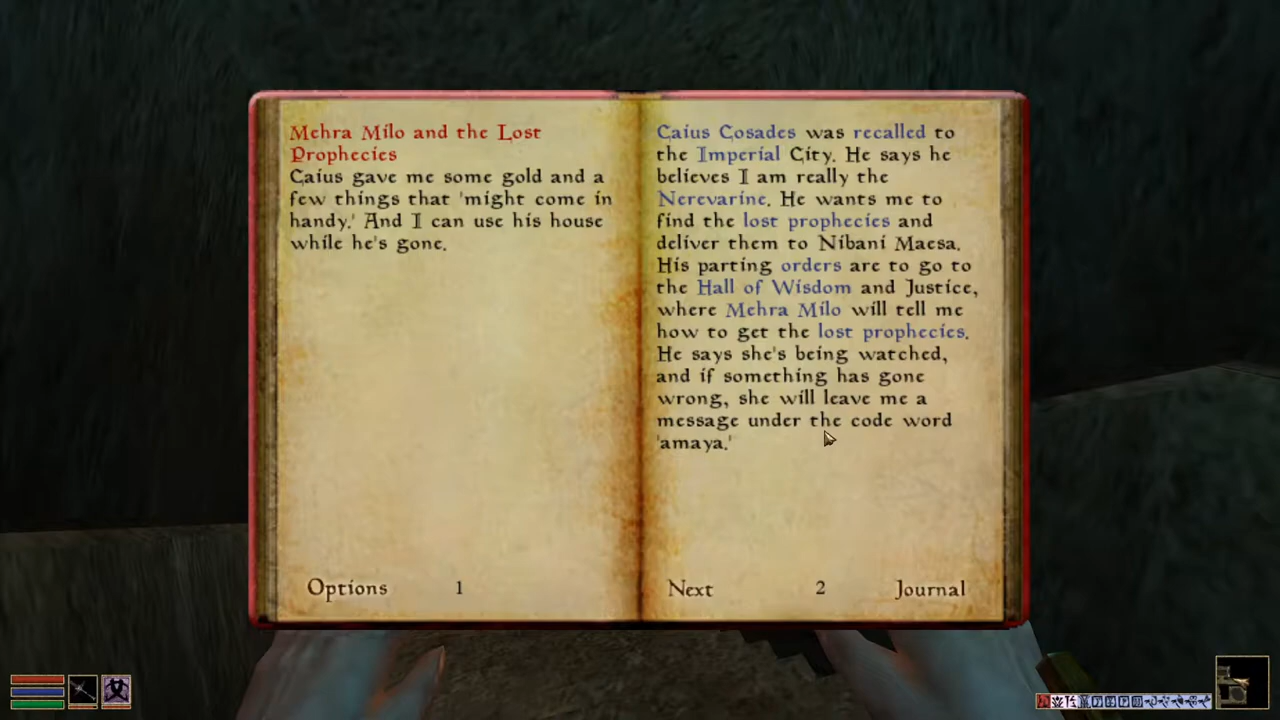 Mehra Milo and the Lost
Prophecies
Caius gave me some gold and a
few things that 'might come in
handy.' And I can use his house
while he's gone.
Options
1
Caius Cosades was recalled to
the Imperial City. He says he
believes I am really the
Nerevarine. He wants me to
find the lost prophecies and
deliver them to Nibani Maesa.
His parting orders are to go to
the Hall of Wisdom and Justice,
where Mehra Milo will tell me
how to get the lost prophecies.
He says she's being watched,
and if something has gone
wrong, she will leave me a
message under the code word
'amaya.'
Next
2
Journal